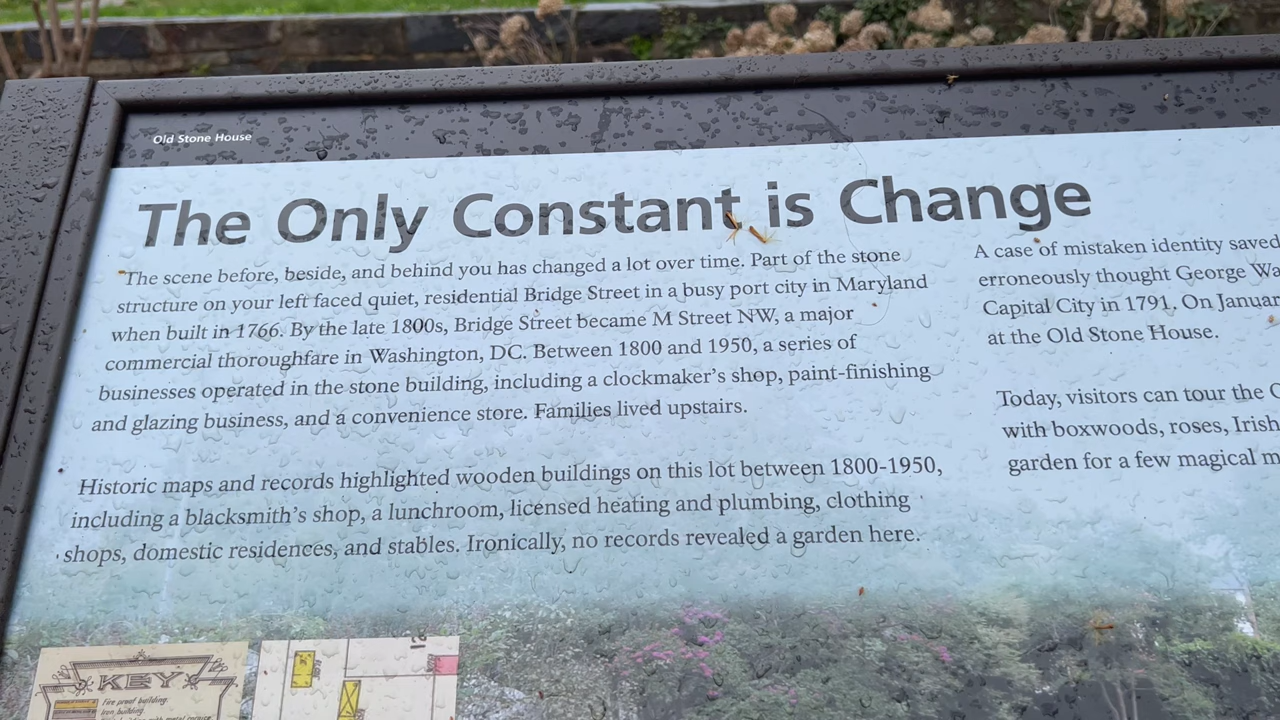 Old Stone House
The Only Constant is Change
The scene before, beside, and behind you has changed a lot over time. Part of the stone
structure on your left faced quiet, residential Bridge Street in a busy port city in Maryland
when built in 1766. By the late 1800s, Bridge Street became M Street NW, a major
commercial thoroughfare in Washington, DC. Between 1800 and 1950, a series of
businesses operated in the stone building, including a clockmaker's shop, paint-finishing
and glazing business, and a convenience store. Families lived upstairs.
Historic maps and records highlighted wooden buildings on this lot between 1800-1950,
including a blacksmith's shop, a lunchroom, licensed heating and plumbing, clothing
shops, domestic residences, and stables. Ironically, no records revealed a garden here.
A case of mistaken identity saved
erroneously thought George Wa
Capital City in 1791. On Januar
at the Old Stone House.
Today, visitors can tour the
with boxwoods, roses, Irish
garden for a few magical m
KEY
Fire proof building.
Iron building.